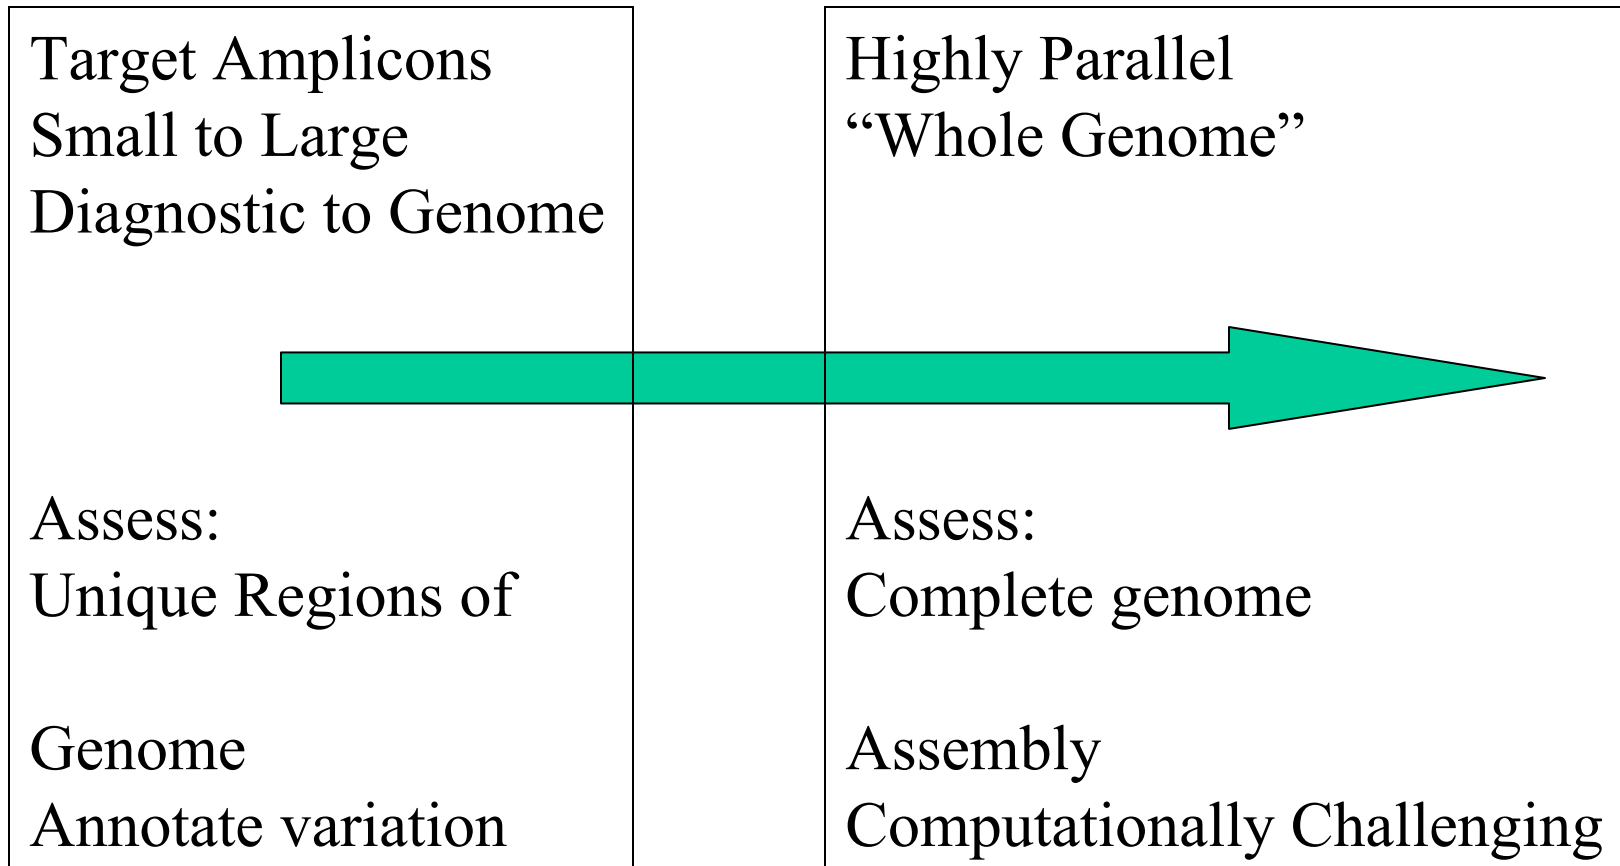 Target Amplicons
Small to Large
Diagnostic to Genome
Assess:
Unique Regions of
Genome
Annotate variation
Highly Parallel
“Whole Genome”
Assess:
Complete genome
Assembly
Computationally Challenging